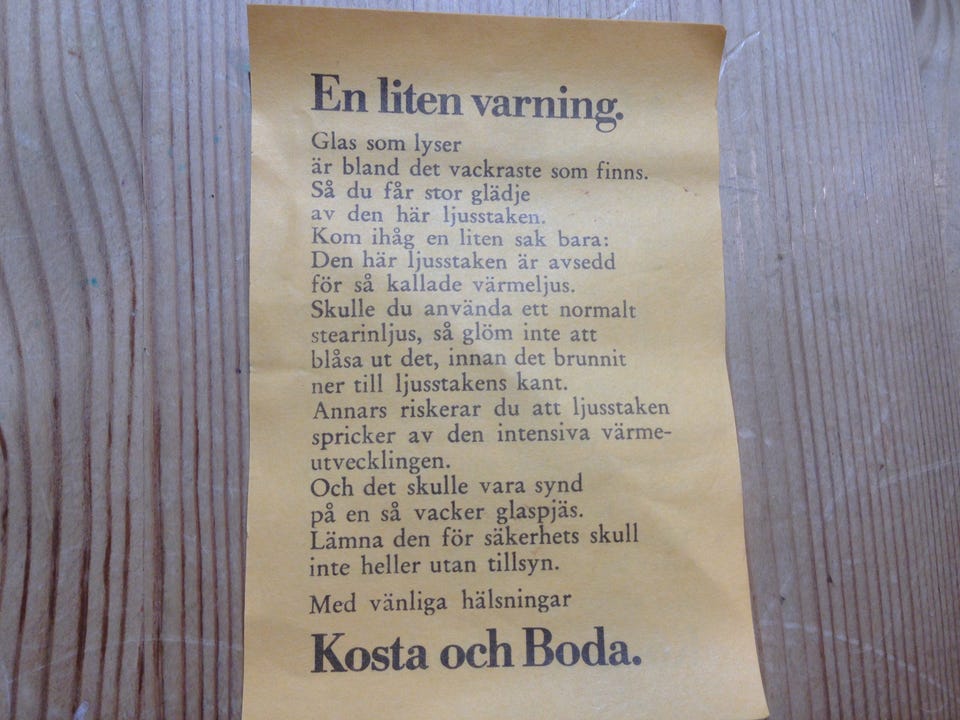 En liten varning.
Glas som lyser
är bland det vackraste som finns.
Så du får stor glädje
av den här ljusstaken.
Kom ihåg en liten sak bara:
Den här ljusstaken är avsedd
för så kallade värmeljus.
Skulle du använda ett normalt
stearinljus, så glöm inte att
blåsa ut det, innan det brunnit
ner till ljusstakens kant.
Annars riskerar du att ljusstaken
spricker av den intensiva värme-
utvecklingen.
Och det skulle vara synd
på en så vacker glaspjäs.
Lämna den för säkerhets skull
inte heller utan tillsyn.
Med vänliga hälsningar
Kosta och Boda.